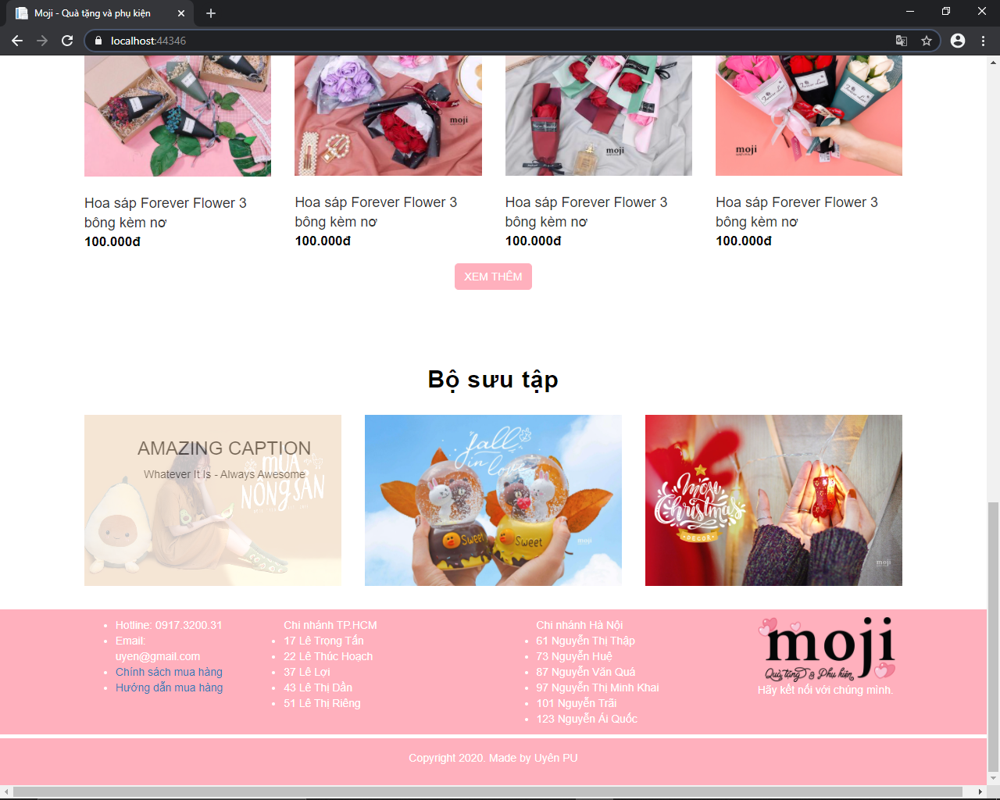 Moji - Quà tặng và phụ kiện
localhost:44346
moji
moji
moji
Hoa sáp Forever Flower 3
bông kèm nơ
100.000đ
Hoa sáp Forever Flower 3
bông kèm nơ
100.000đ
Hoa sáp Forever Flower 3
bông kèm nơ
100.000đ
Hoa sáp Forever Flower 3
bông kèm nơ
100.000đ
XEM THÊM
Bộ sưu tập
AMAZING CAPTION
Whatever It Is - Always Awesome
MÙA
NÔNG SẢN
fall
in love
Sweet
Sweet
moji
Christmas
DECOR
moji
Hotline: 0917.3200.31
Email:
uyen@gmail.com
Chính sách mua hàng
Hướng dẫn mua hàng
Chi nhánh TP.HCM
17 Lê Trọng Tấn
22 Lê Thức Hoạch
37 Lê Lợi
43 Lê Thị Dần
51 Lê Thị Riêng
Chi nhánh Hà Nội
61 Nguyễn Thị Thập
73 Nguyễn Huệ
87 Nguyễn Văn Quá
97 Nguyễn Thị Minh Khai
101 Nguyễn Trãi
123 Nguyễn Ái Quốc
moji
Quà tặng & Phụ kiện
Hãy kết nối với chúng mình.
Copyright 2020. Made by Uyên PU